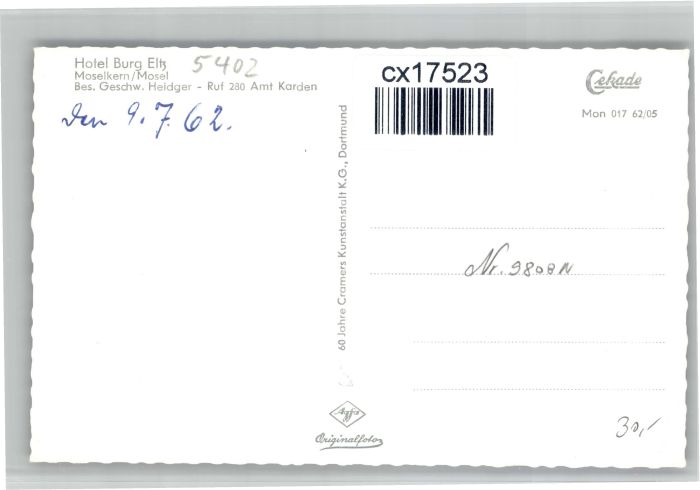 Hotel Burg Eltz 5402
Moselkern/Mosel
Bes. Geschw. Heidger - Ruf 280 Amt Karden
den 9.7.62.
60 Jahre Cramers Kunstanstalt K.G., Dortmund
Agfa
Originalfoto
cx17523
Cekade
Mon 017 62/05
Nr. 9808N
30,-